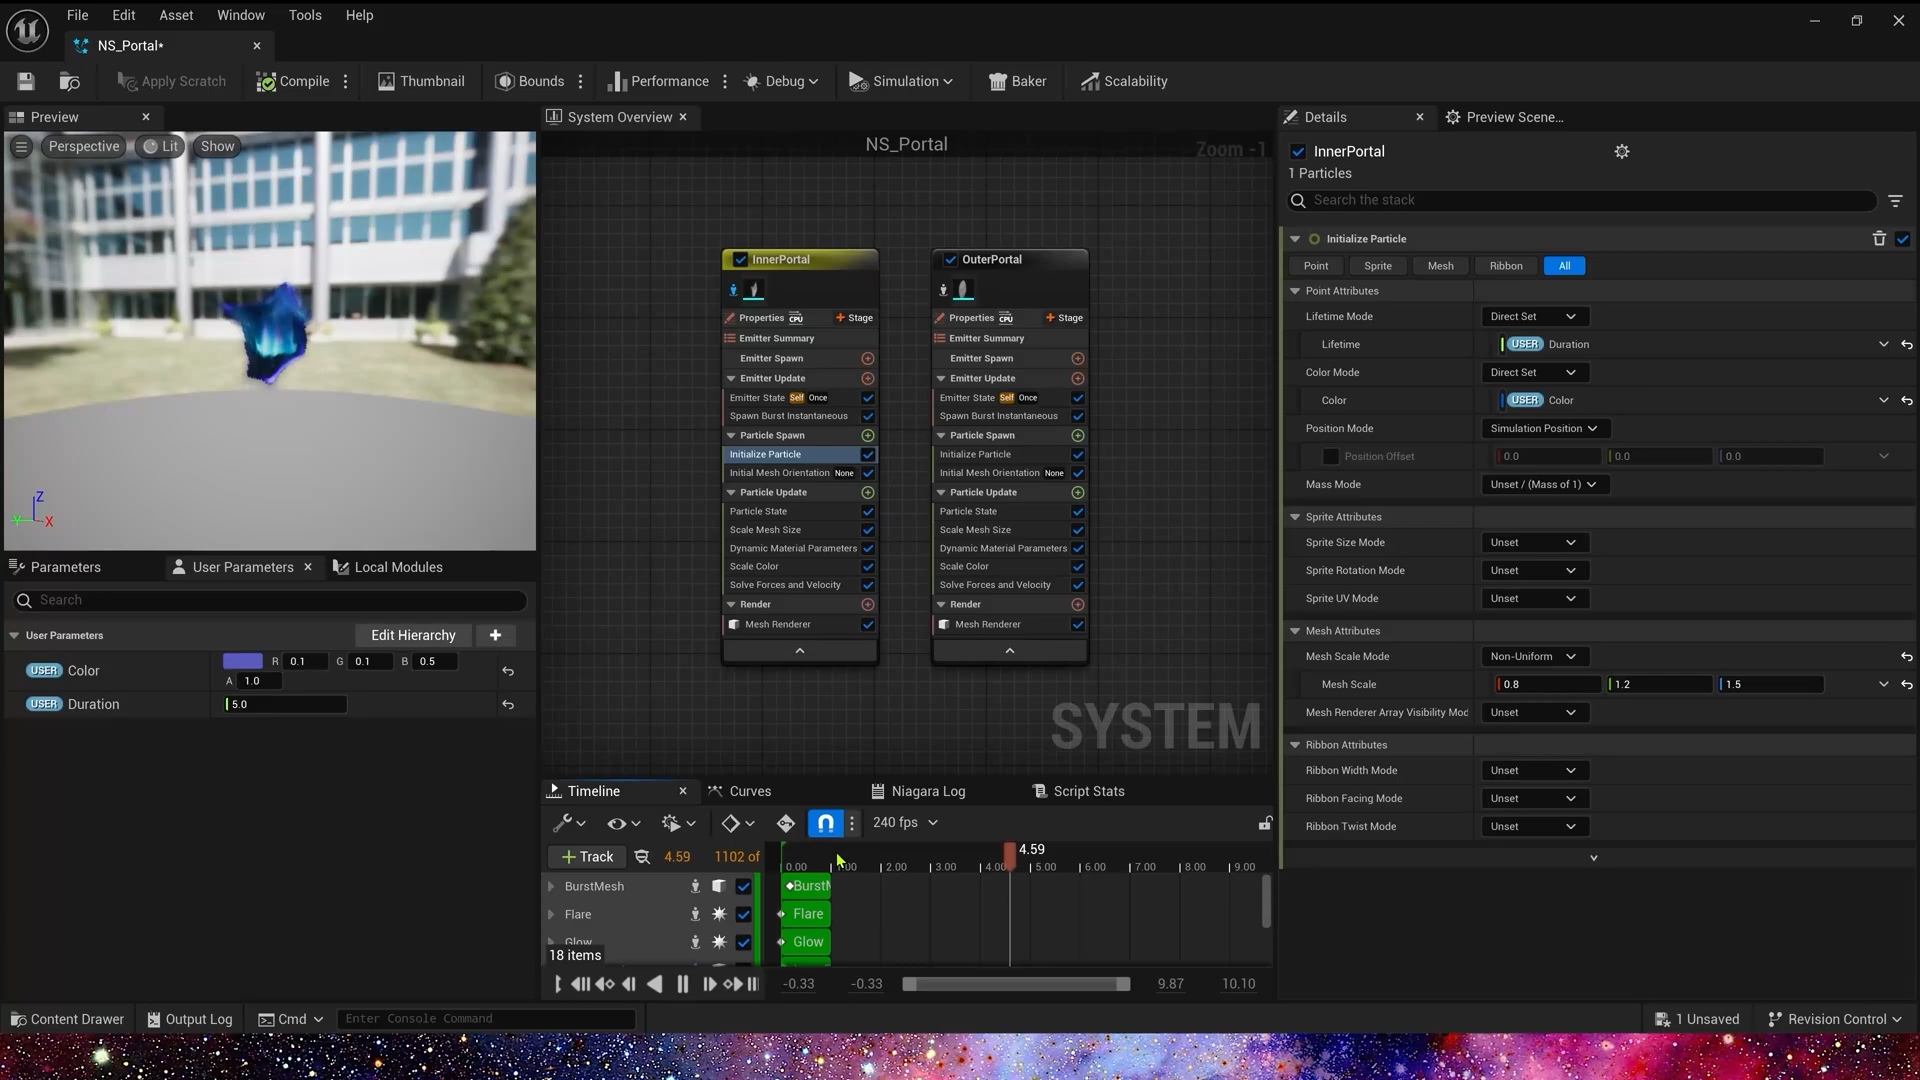 File Edit Asset Window Tools Help
NS_Portal*
Apply Scratch Compile Thumbnail Bounds Performance Debug Simulation Baker Scalability
Preview
Perspective Lit Show
Z
Y
X
Parameters User Parameters Local Modules
Search
User Parameters Edit Hierarchy
USER Color R 0.1 G 0.1 B 0.5
A 1.0
USER Duration 5.0
System Overview
NS_Portal
Zoom -1
InnerPortal
Properties CPU Stage
Emitter Summary
Emitter Spawn
Emitter Update
Emitter State Self Once
Spawn Burst Instantaneous
Particle Spawn
Initialize Particle
Initial Mesh Orientation None
Particle Update
Particle State
Scale Mesh Size
Dynamic Material Parameters
Scale Color
Solve Forces and Velocity
Render
Mesh Renderer
OuterPortal
Properties CPU Stage
Emitter Summary
Emitter Spawn
Emitter Update
Emitter State Self Once
Spawn Burst Instantaneous
Particle Spawn
Initialize Particle
Initial Mesh Orientation None
Particle Update
Particle State
Scale Mesh Size
Dynamic Material Parameters
Scale Color
Solve Forces and Velocity
Render
Mesh Renderer
SYSTEM
Timeline Curves Niagara Log Script Stats
240 fps
Track 4.59 1102 of
4.59
0.00 2.00 3.00 4.00 5.00 6.00 7.00 8.00 9.00
BurstMesh
Flare Flare
Glow Glow
18 items
-0.33 -0.33 9.87 10.10
Details Preview Scene...
InnerPortal
1 Particles
Search the stack
Initialize Particle
Point Sprite Mesh Ribbon All
Point Attributes
Lifetime Mode Direct Set
Lifetime USER Duration
Color Mode Direct Set
Color USER Color
Position Mode Simulation Position
Position Offset 0.0 0.0 0.0
Mass Mode Unset / (Mass of 1)
Sprite Attributes
Sprite Size Mode Unset
Sprite Rotation Mode Unset
Sprite UV Mode Unset
Mesh Attributes
Mesh Scale Mode Non-Uniform
Mesh Scale 0.8 1.2 1.5
Mesh Renderer Array Visibility Mod Unset
Ribbon Attributes
Ribbon Width Mode Unset
Ribbon Facing Mode Unset
Ribbon Twist Mode Unset
Content Drawer Output Log Cmd Enter Console Command 1 Unsaved Revision Control